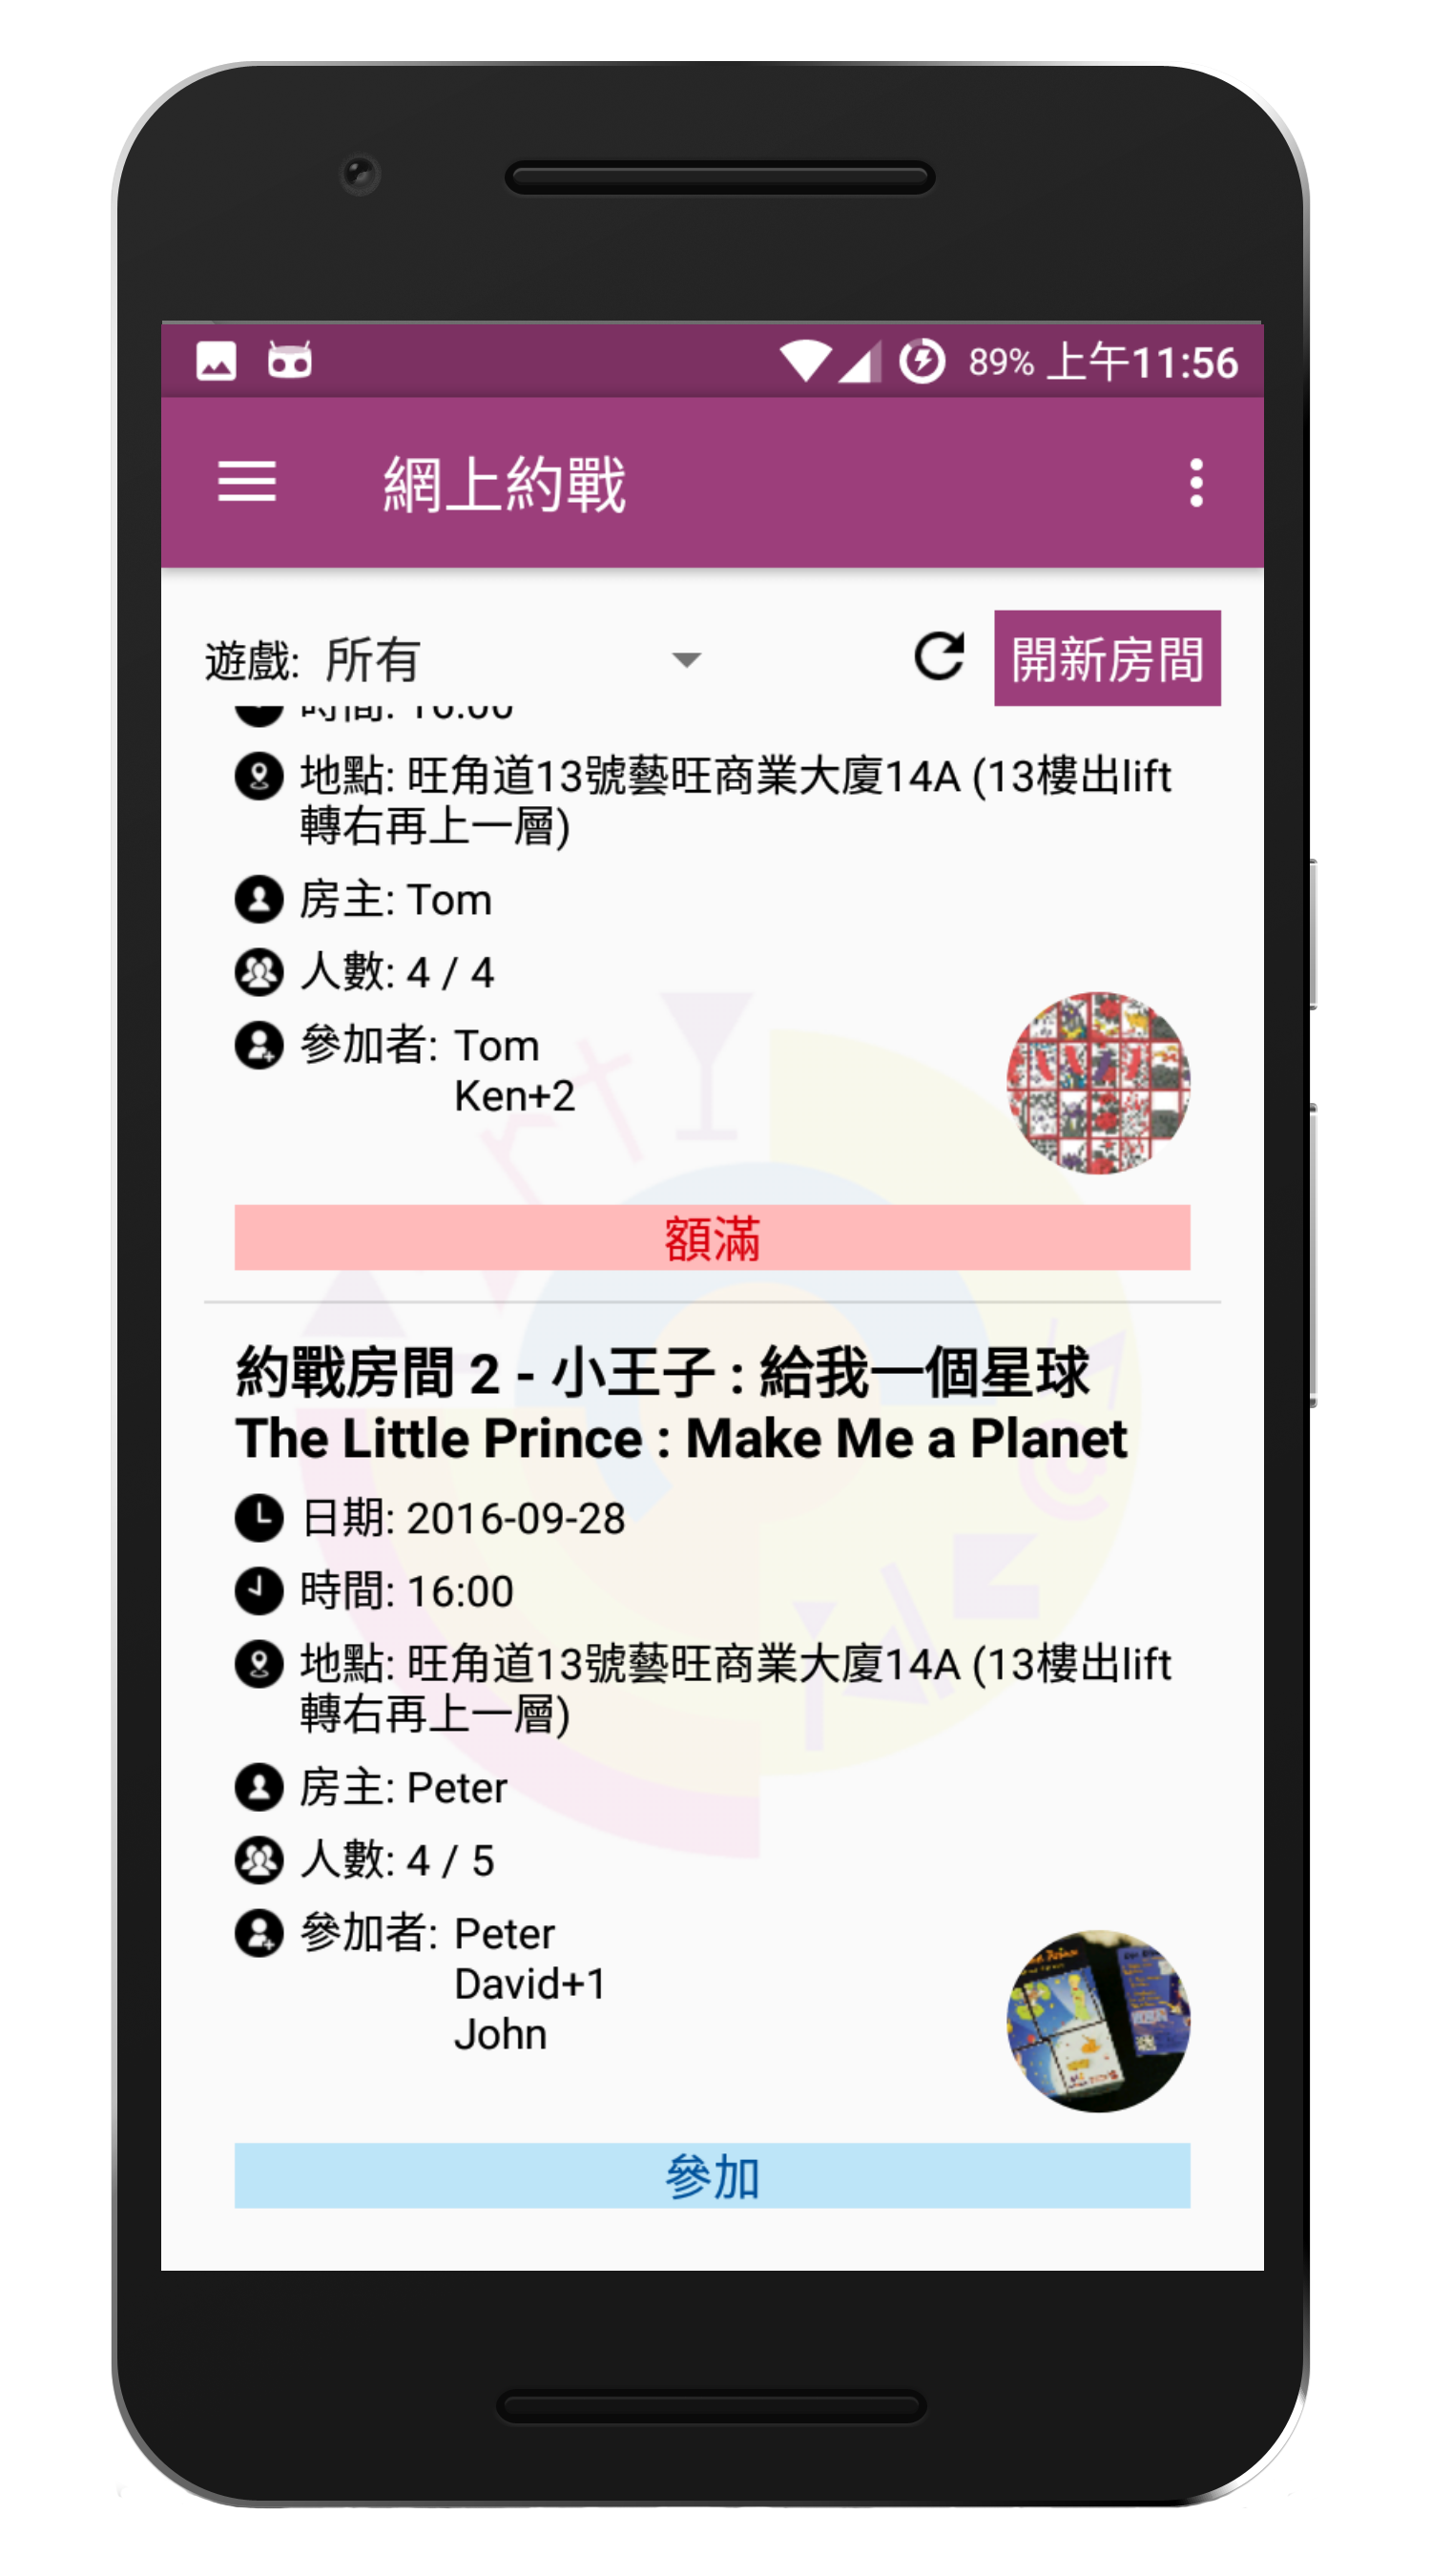 89% 上午11:56
網上約戰
遊戲: 所有
開新房間
地點: 旺角道13號藝旺商業大廈14A (13樓出lift
轉右再上一層)
房主: Tom
人數: 4 / 4
參加者: Tom
Ken+2
額滿
約戰房間 2 - 小王子 : 給我一個星球
The Little Prince : Make Me a Planet
日期: 2016-09-28
時間: 16:00
地點: 旺角道13號藝旺商業大廈14A (13樓出lift
轉右再上一層)
房主: Peter
人數: 4 / 5
參加者: Peter
David+1
John
參加